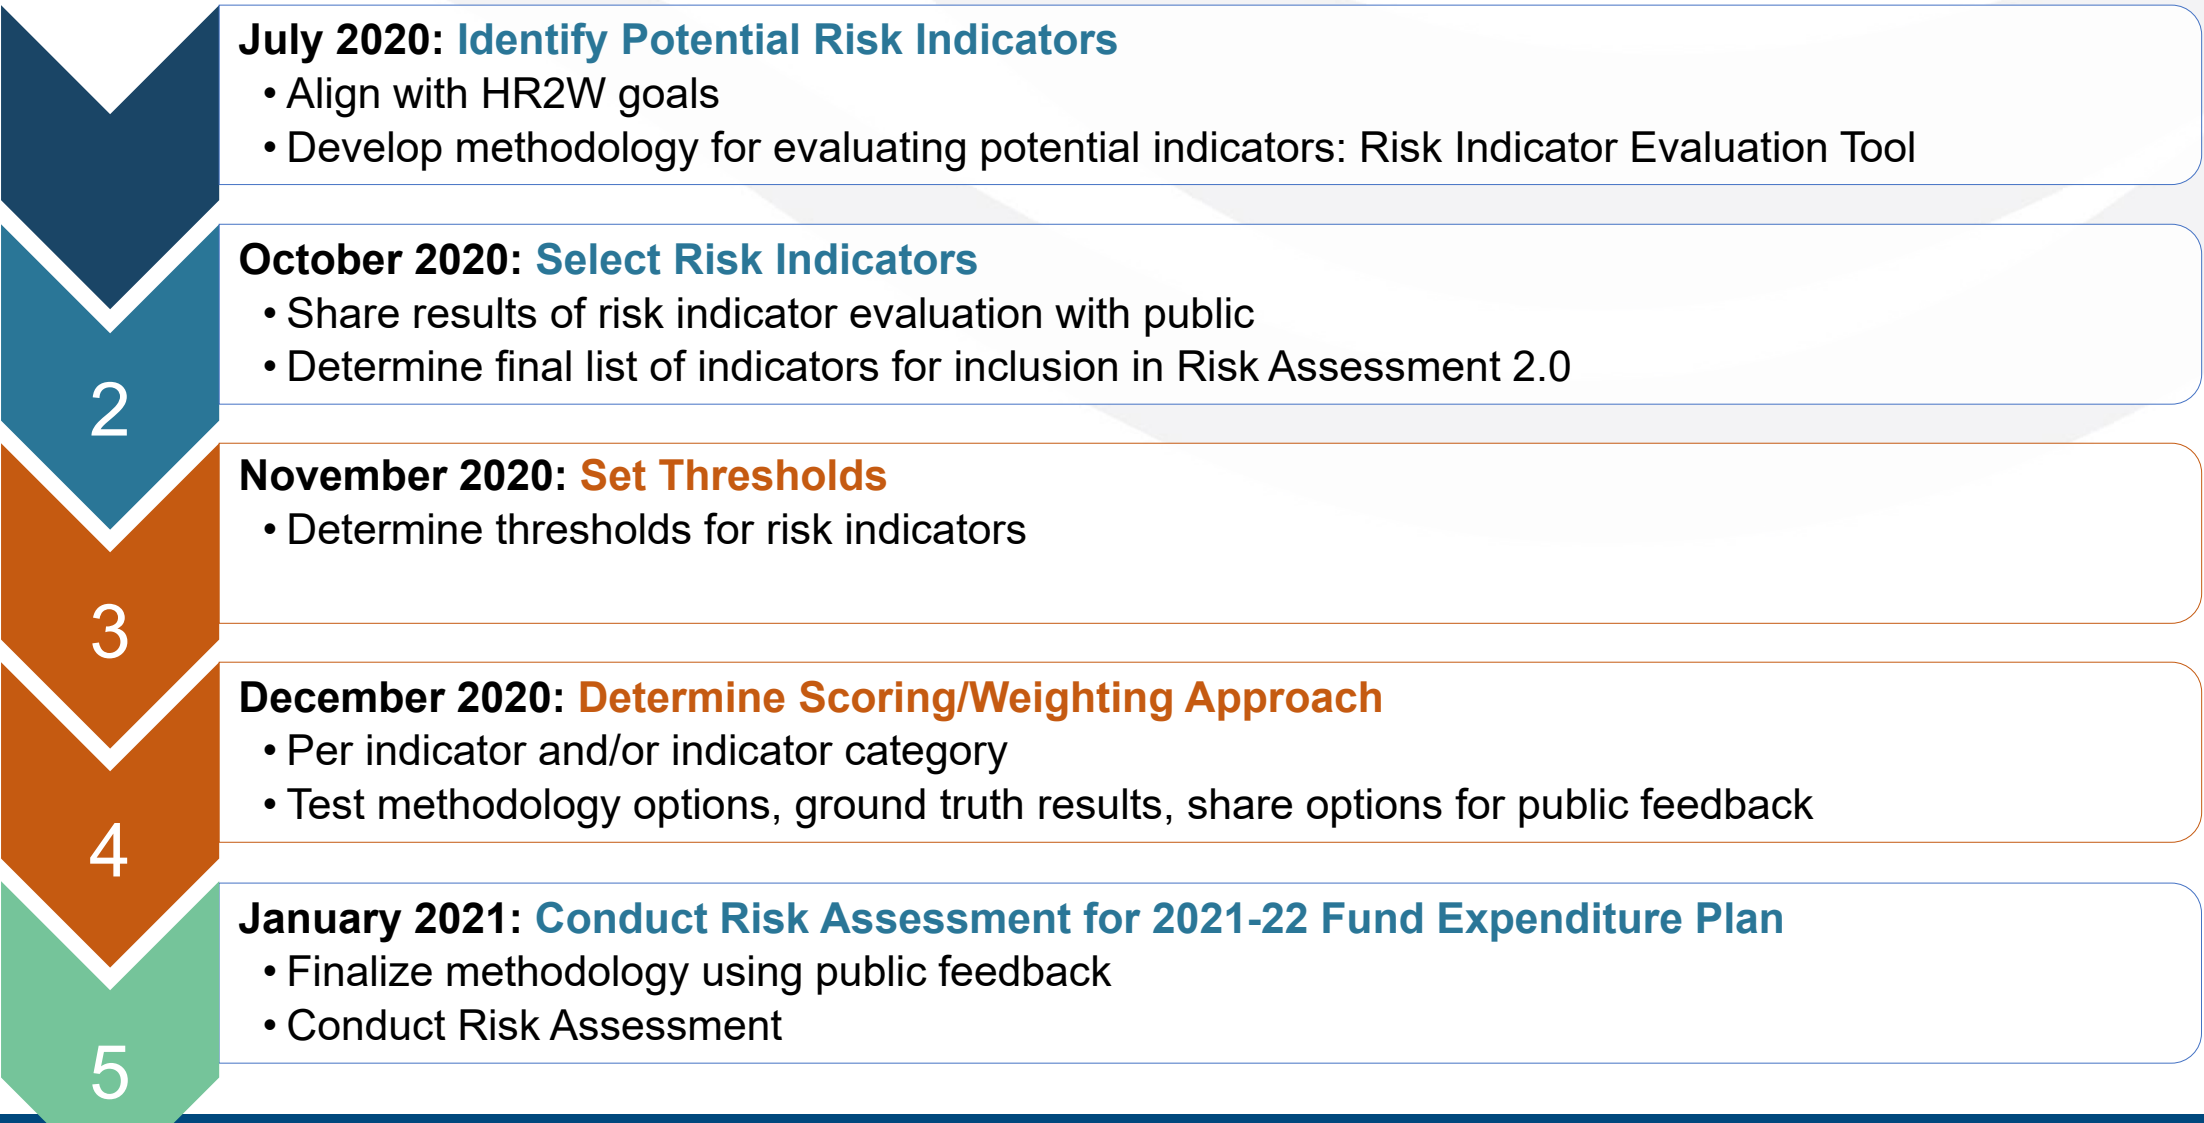 July 2020: Identify Potential Risk Indicators
• Align with HR2W goals
• Develop methodology for evaluating potential indicators: Risk Indicator Evaluation Tool
2
October 2020: Select Risk Indicators
• Share results of risk indicator evaluation with public
• Determine final list of indicators for inclusion in Risk Assessment 2.0
3
November 2020: Set Thresholds
• Determine thresholds for risk indicators
4
December 2020: Determine Scoring/Weighting Approach
• Per indicator and/or indicator category
• Test methodology options, ground truth results, share options for public feedback
5
January 2021: Conduct Risk Assessment for 2021-22 Fund Expenditure Plan
• Finalize methodology using public feedback
• Conduct Risk Assessment